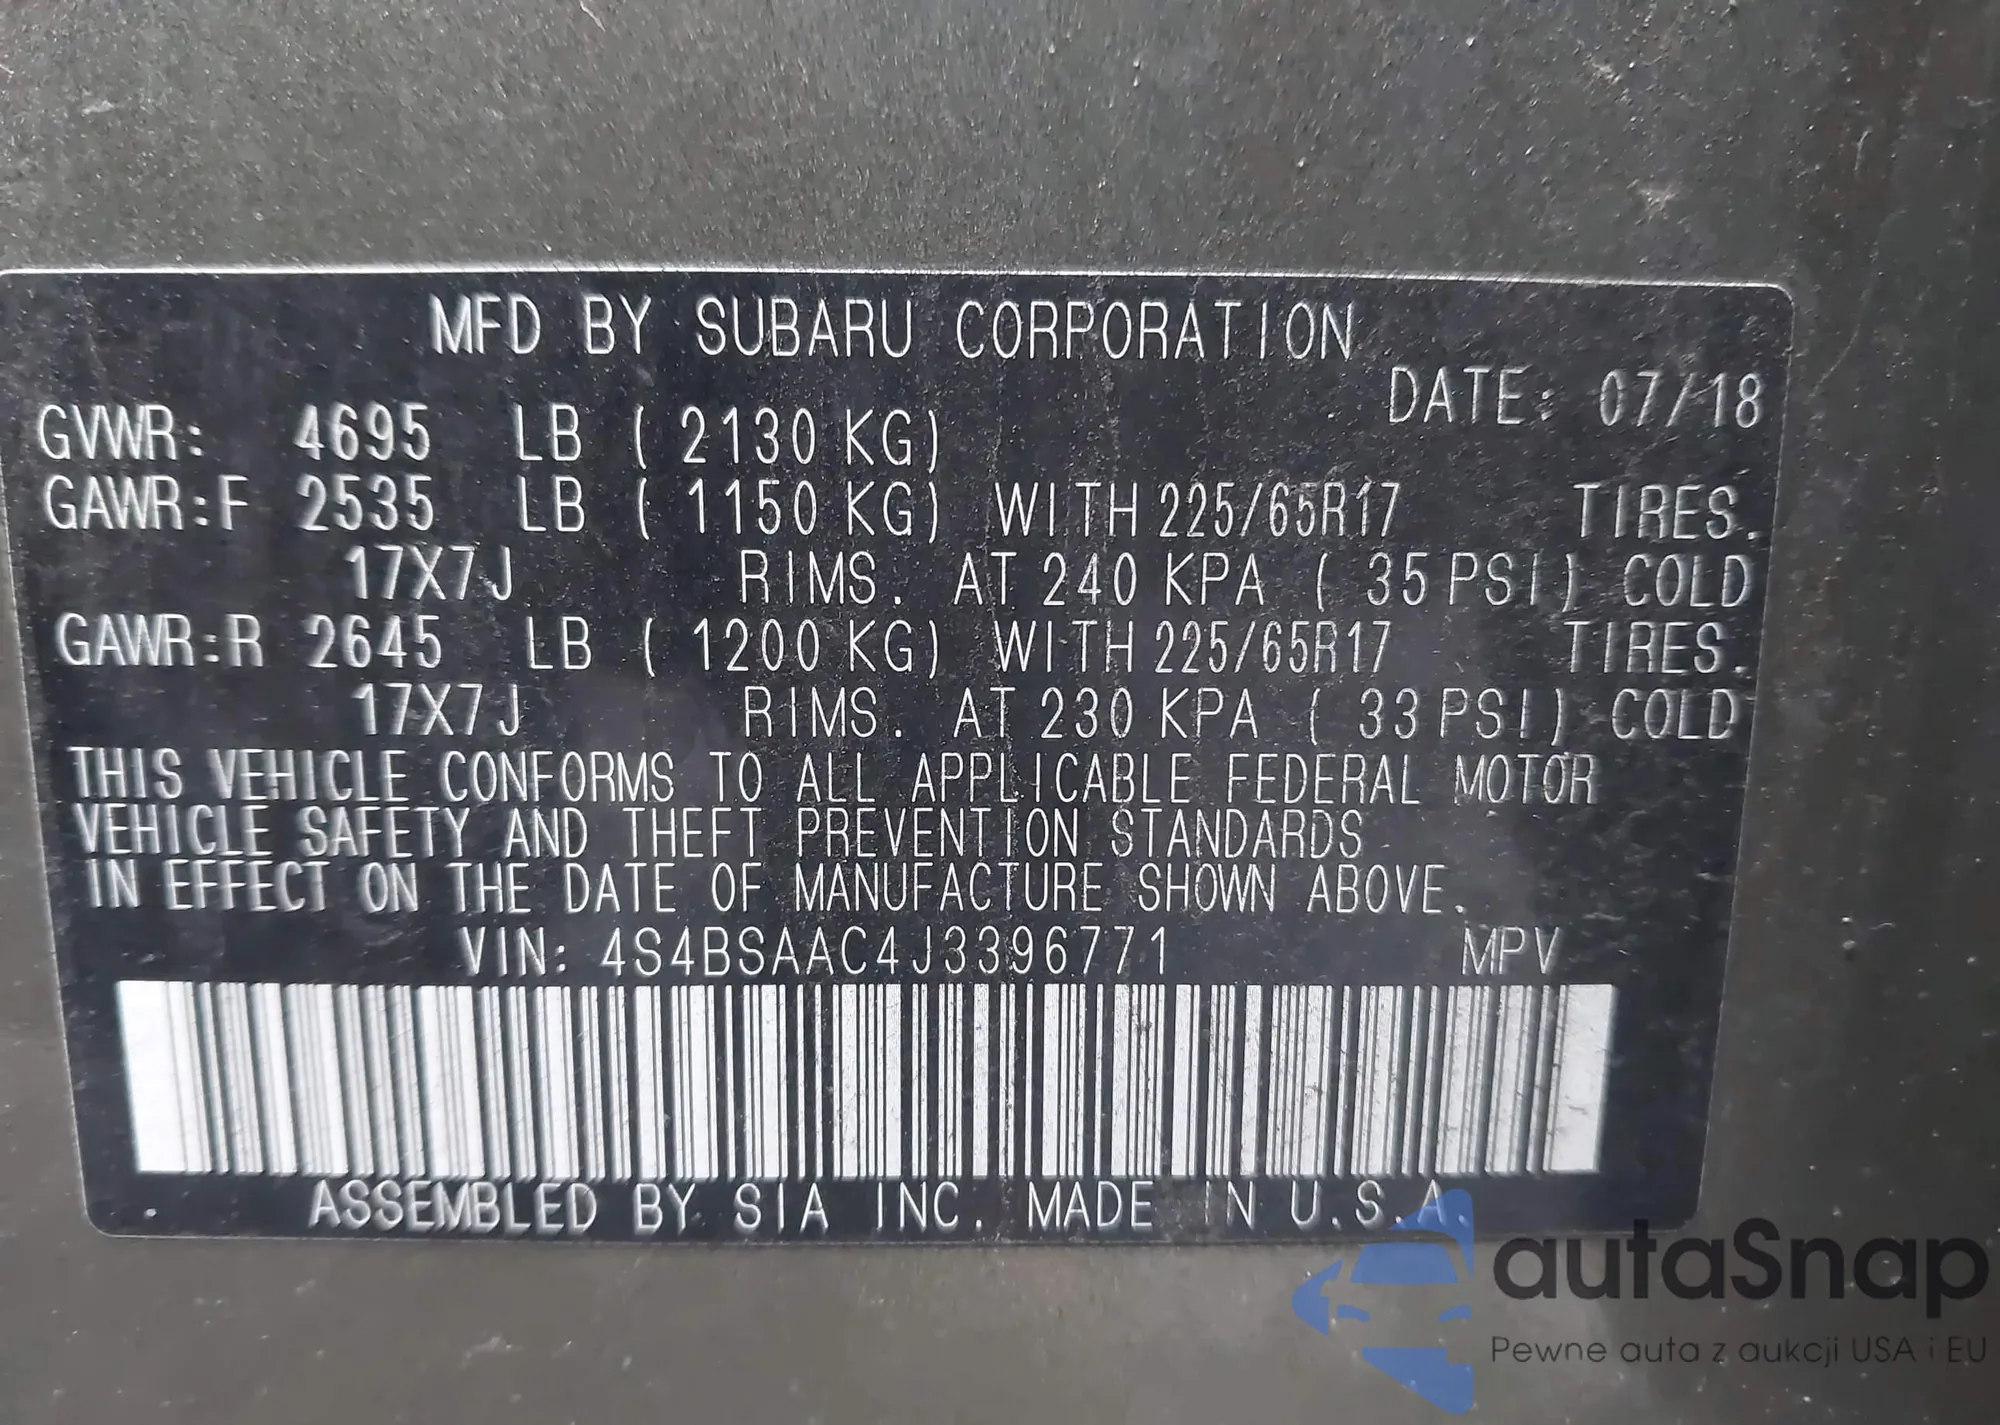 MFD BY SUBARU CORPORATION
DATE: 07/18
GVWR: 4695 LB ( 2130 KG)
GAWR:F 2535 LB ( 1150 KG) WITH 225/65R17 TIRES.
17X7J RIMS. AT 240 KPA ( 35 PSI) COLD
GAWR:R 2645 LB ( 1200 KG) WITH 225/65R17 TIRES.
17X7J RIMS. AT 230 KPA ( 33 PSI) COLD
THIS VEHICLE CONFORMS TO ALL APPLICABLE FEDERAL MOTOR
VEHICLE SAFETY AND THEFT PREVENTION STANDARDS
IN EFFECT ON THE DATE OF MANUFACTURE SHOWN ABOVE.
VIN: 4S4BSAAC4J3396771 MPV
ASSEMBLED BY SIA INC. MADE IN U.S.A.
autaSnap
Pewne auta z aukcji USA i EU